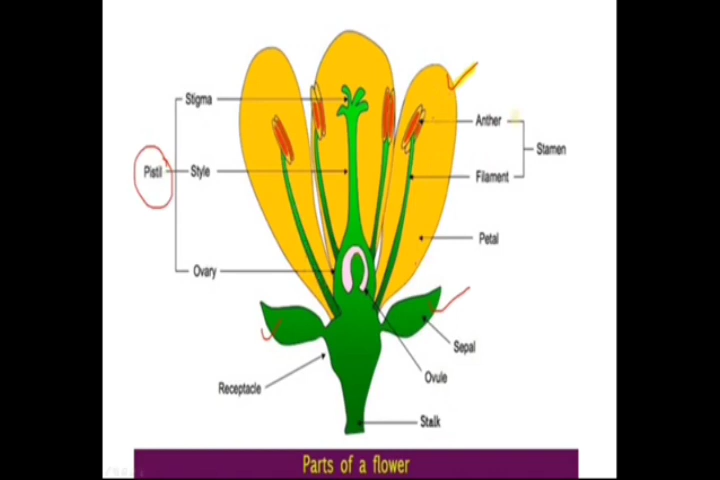 Stigma
Anther
Stamen
Pistil
Style
Filament
Petal
Ovary
Sepal
Ovule
Receptacle
Stalk
Parts of a flower